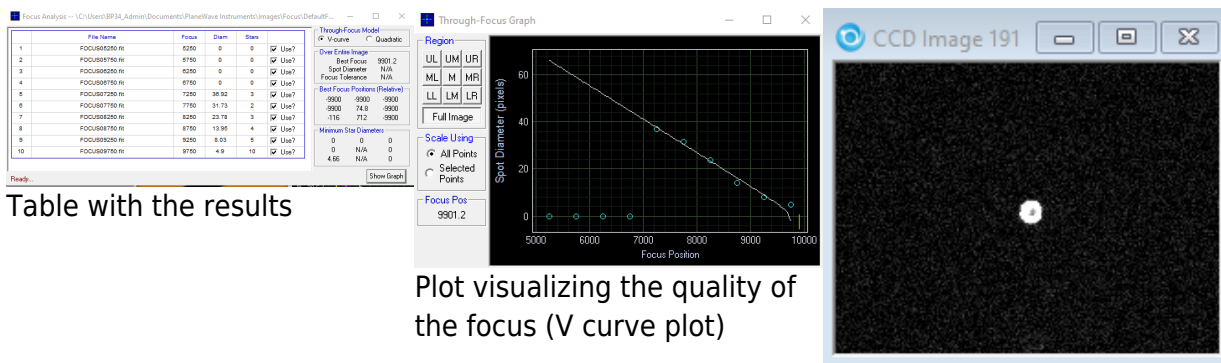 Focus Analysis -- \C:\Users\BP34_Admin\Documents\PlaneWave Instruments\Images\Focus\DefaultF...
File Name Focus Diam Stars
1 FOCUS05250.fit 5250 0 0 Use?
2 FOCUS05750.fit 5750 0 0 Use?
3 FOCUS06250.fit 6250 0 0 Use?
4 FOCUS06750.fit 6750 0 0 Use?
5 FOCUS07250.fit 7250 36.92 3 Use?
6 FOCUS07750.fit 7750 31.73 2 Use?
7 FOCUS08250.fit 8250 23.78 3 Use?
8 FOCUS08750.fit 8750 13.95 4 Use?
9 FOCUS09250.fit 9250 8.03 5 Use?
10 FOCUS09750.fit 9750 4.9 10 Use?
Ready...
Through-Focus Model
V-curve Quadiatic
Over Entire Image
Best Focus 9901.2
Spot Diameter N/A
Focus Tolerance N/A
Best Focus Positions (Relative)
-9900 -9900 -9900
-9900 74.8 -9900
-116 71.2 -9900
Minimum Star Diameters
0 0 0
0 N/A 0
4.66 N/A 0
Show Graph
Table with the results
Through-Focus Graph
Region
UL UM UR
ML M MR
LL LM LR
Full Image
Scale Using
All Points
Selected
Points
Focus Pos
9901.2
Spot Diameter (pixels)
60
40
20
0
5000 6000 7000 8000 9000 10000
Focus Position
Plot visualizing the quality of
the focus (V curve plot)
CCD Image 191